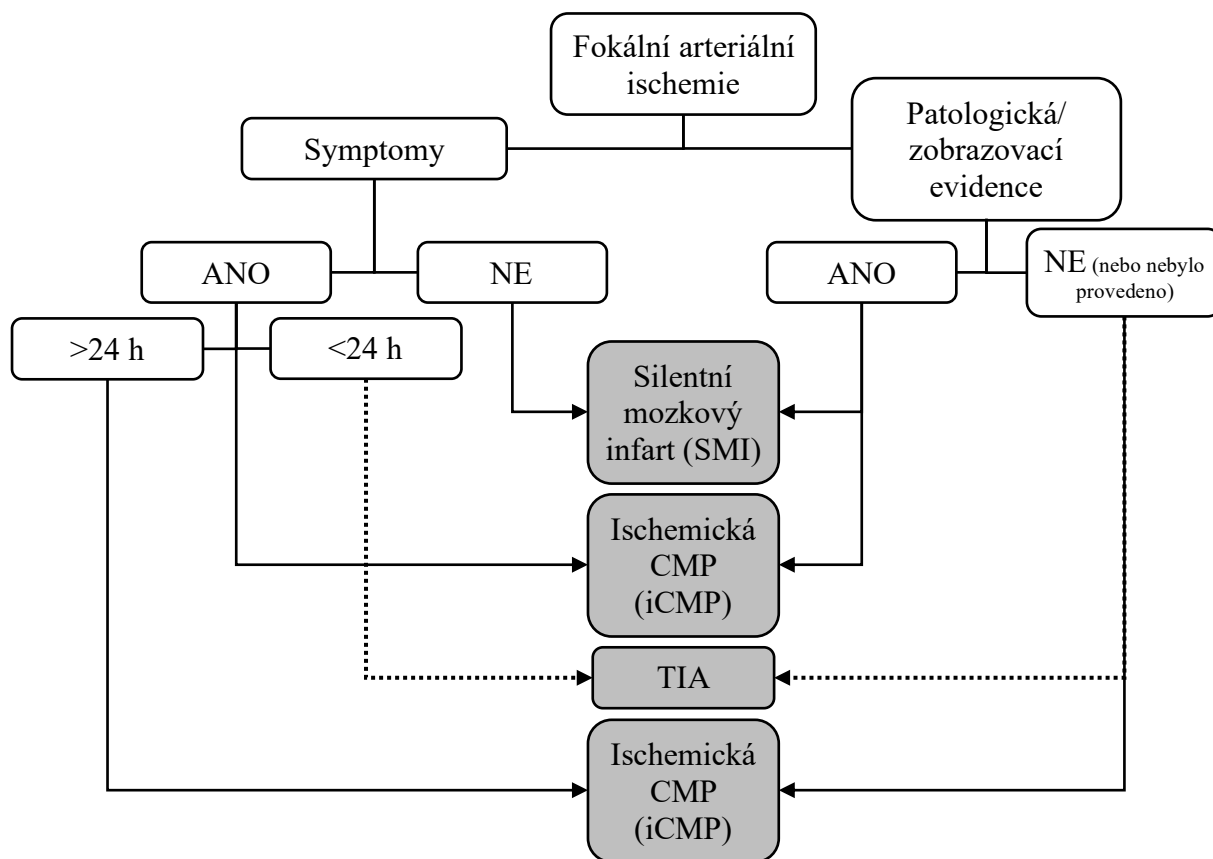 Fokální arteriální
ischemie
Symptomy
Patologická/
zobrazovací
evidence
ANO
NE
ANO
NE (nebo nebylo
provedeno)
>24 h
<24 h
Silentní
mozkový
infart (SMI)
Ischemická
CMP
(iCMP)
TIA
Ischemická
CMP
(iCMP)